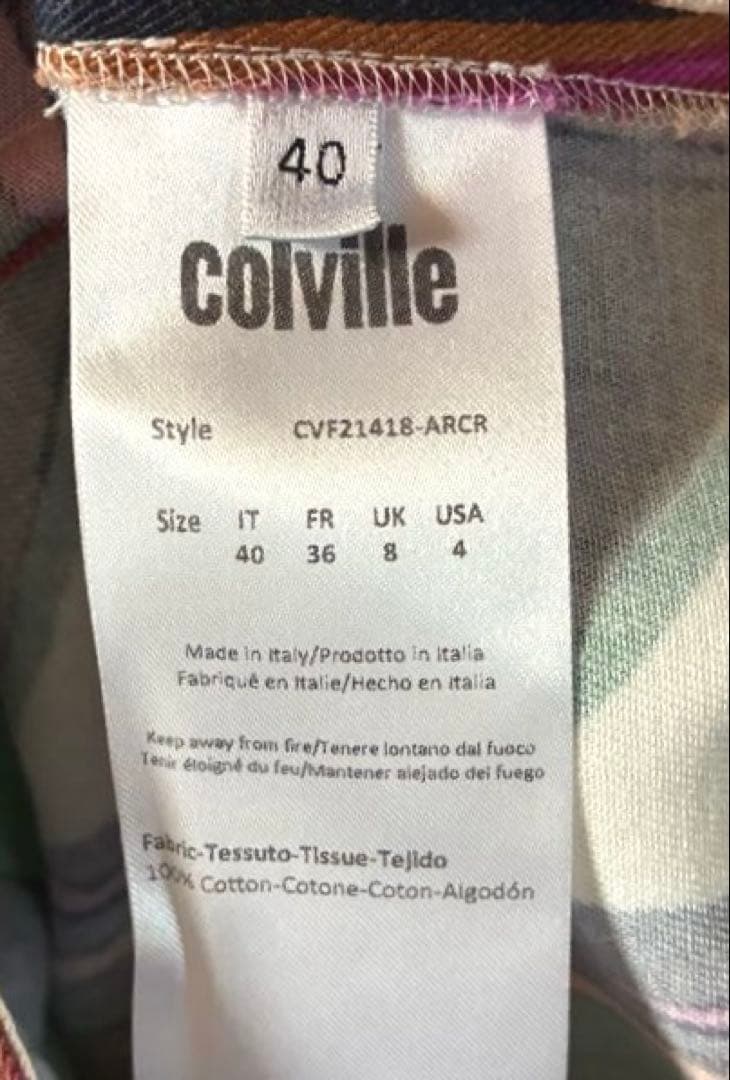 40
colville
Style CVF21418-ARCR
Size IT FR UK USA
40 36 8 4
Made in Italy/Prodotto in Italia
Fabriqué en Italie/Hecho en Italia
Keep away from fire/Tenere lontano dal fuoco
Tenir éloigné du feu/Mantener alejado del fuego
Fabric-Tessuto-Tissue-Tejido
100% Cotton-Cotone-Coton-Algodón